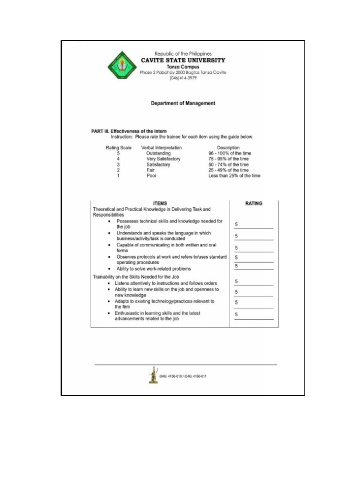 Republic of the Philippines
CAVITE STATE UNIVERSITY
Tanza Campus
Phase 2 Pabahay 2000 Bagtas Tanza Cavite
(046) 414-3979
Department of Management
PART III. Effectiveness of the Intern
Instruction: Please rate the trainee for each item using the guide below.
Rating Scale Verbal Interpretation Description
5 Outstanding 96 - 100% of the time
4 Very Satisfactory 75 - 95% of the time
3 Satisfactory 50 - 74% of the time
2 Fair 25 - 49% of the time
1 Poor Less than 25% of the time
ITEMS RATING
Theoretical and Practical Knowledge in Delivering Task and
Responsibilities
• Possesses technical skills and knowledge needed for
the job 5
• Understands and speaks the language in which
business/activity/task is conducted 5
• Capable of communicating in both written and oral
forms 5
• Observes protocols at work and refers to/uses standard 5
operating procedures
• Ability to solve work-related problems 5
Trainability on the Skills Needed for the Job
• Listens attentively to instructions and follows orders 5
• Ability to learn new skills on the job and openness to
new knowledge 5
• Adapts to existing technology/practices relevant to 5
the firm
• Enthusiastic in learning skills and the latest
advancements related to the job 5